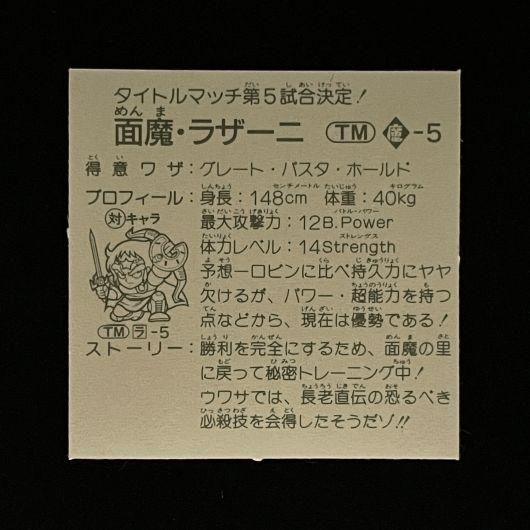 タイトルマッチ第5試合決定!
面魔・ラザーニ TM 魔-5
得意ワザ:グレート・パスタ・ホールド
プロフィール:身長:148cm 体重:40kg
対キャラ 最大攻撃力:12B.Power
体力レベル:14Strength
予想―ロビンに比べ持久力にヤヤ
欠けるが、パワー・超能力を持つ
点などから、現在は優勢である!
TM ラ-5
ストーリー:勝利を完全にするため、面魔の里
に戻って秘密トレーニング中!
ウワサでは、長老直伝の恐るべき
必殺技を会得したそうだゾ!!